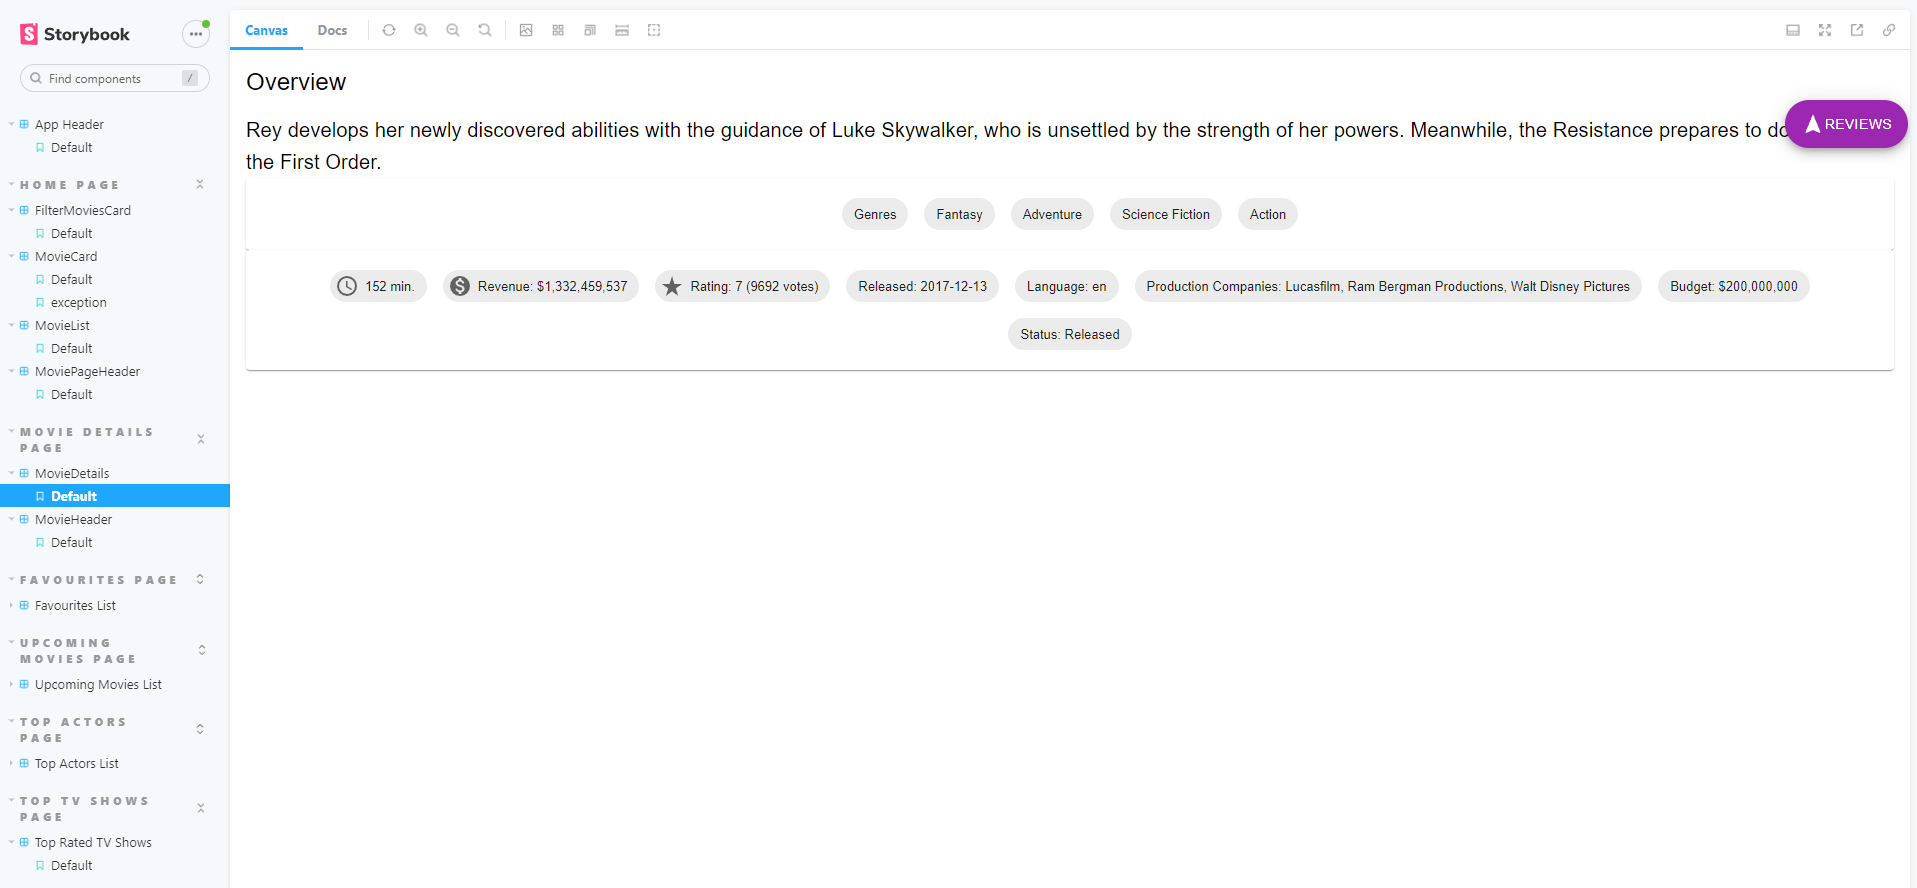 Storybook
Find components
/
App Header
Default
HOME PAGE
FilterMoviesCard
Default
MovieCard
Default
exception
MovieList
Default
MoviePageHeader
Default
MOVIE DETAILS
PAGE
MovieDetails
Default
MovieHeader
Default
FAVOURITES PAGE
Favourites List
UPCOMING
MOVIES PAGE
Upcoming Movies List
TOP ACTORS
PAGE
Top Actors List
TOP TV SHOWS
PAGE
Top Rated TV Shows
Default
Canvas Docs
Overview
Rey develops her newly discovered abilities with the guidance of Luke Skywalker, who is unsettled by the strength of her powers. Meanwhile, the Resistance prepares to
the First Order.
REVIEWS
Genres Fantasy Adventure Science Fiction Action
152 min. Revenue: $1,332,459,537 Rating: 7 (9692 votes) Released: 2017-12-13 Language: en Production Companies: Lucasfilm, Ram Bergman Productions, Walt Disney Pictures Budget: $200,000,000
Status: Released